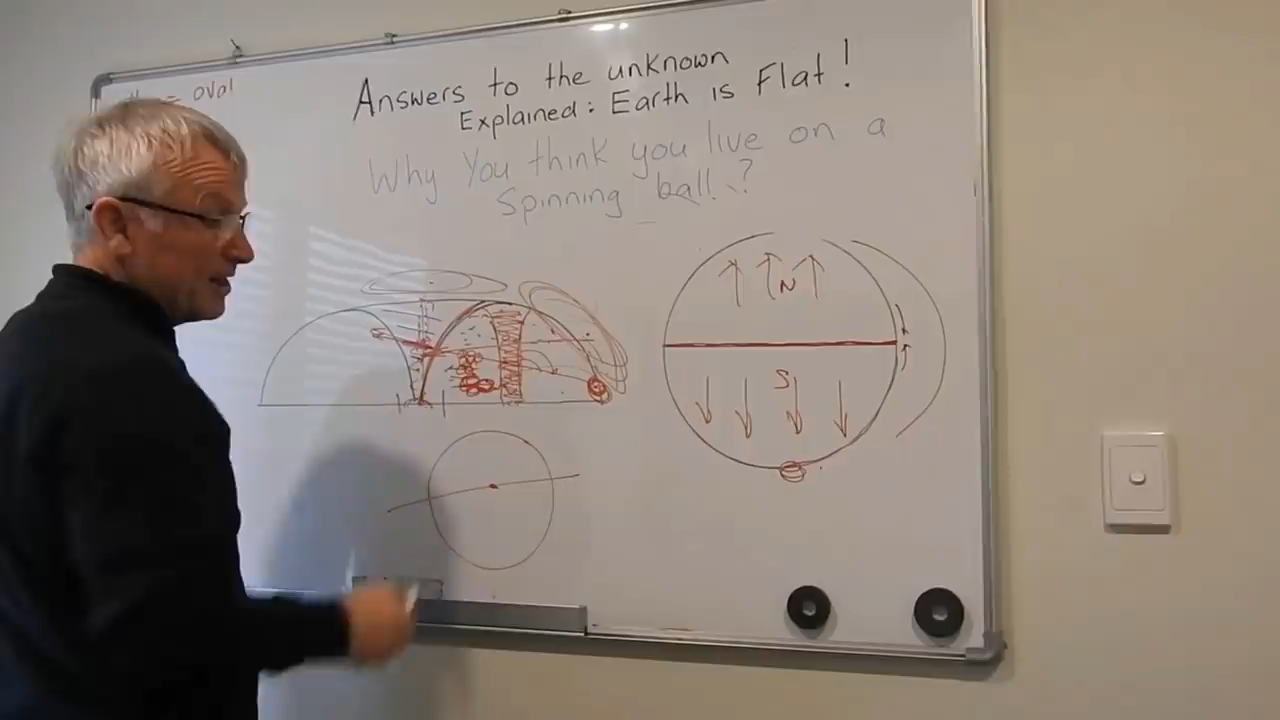 = oval
Answers to the unknown
Explained: Earth is Flat!
Why You think you live on a
Spinning ball.?
N
S